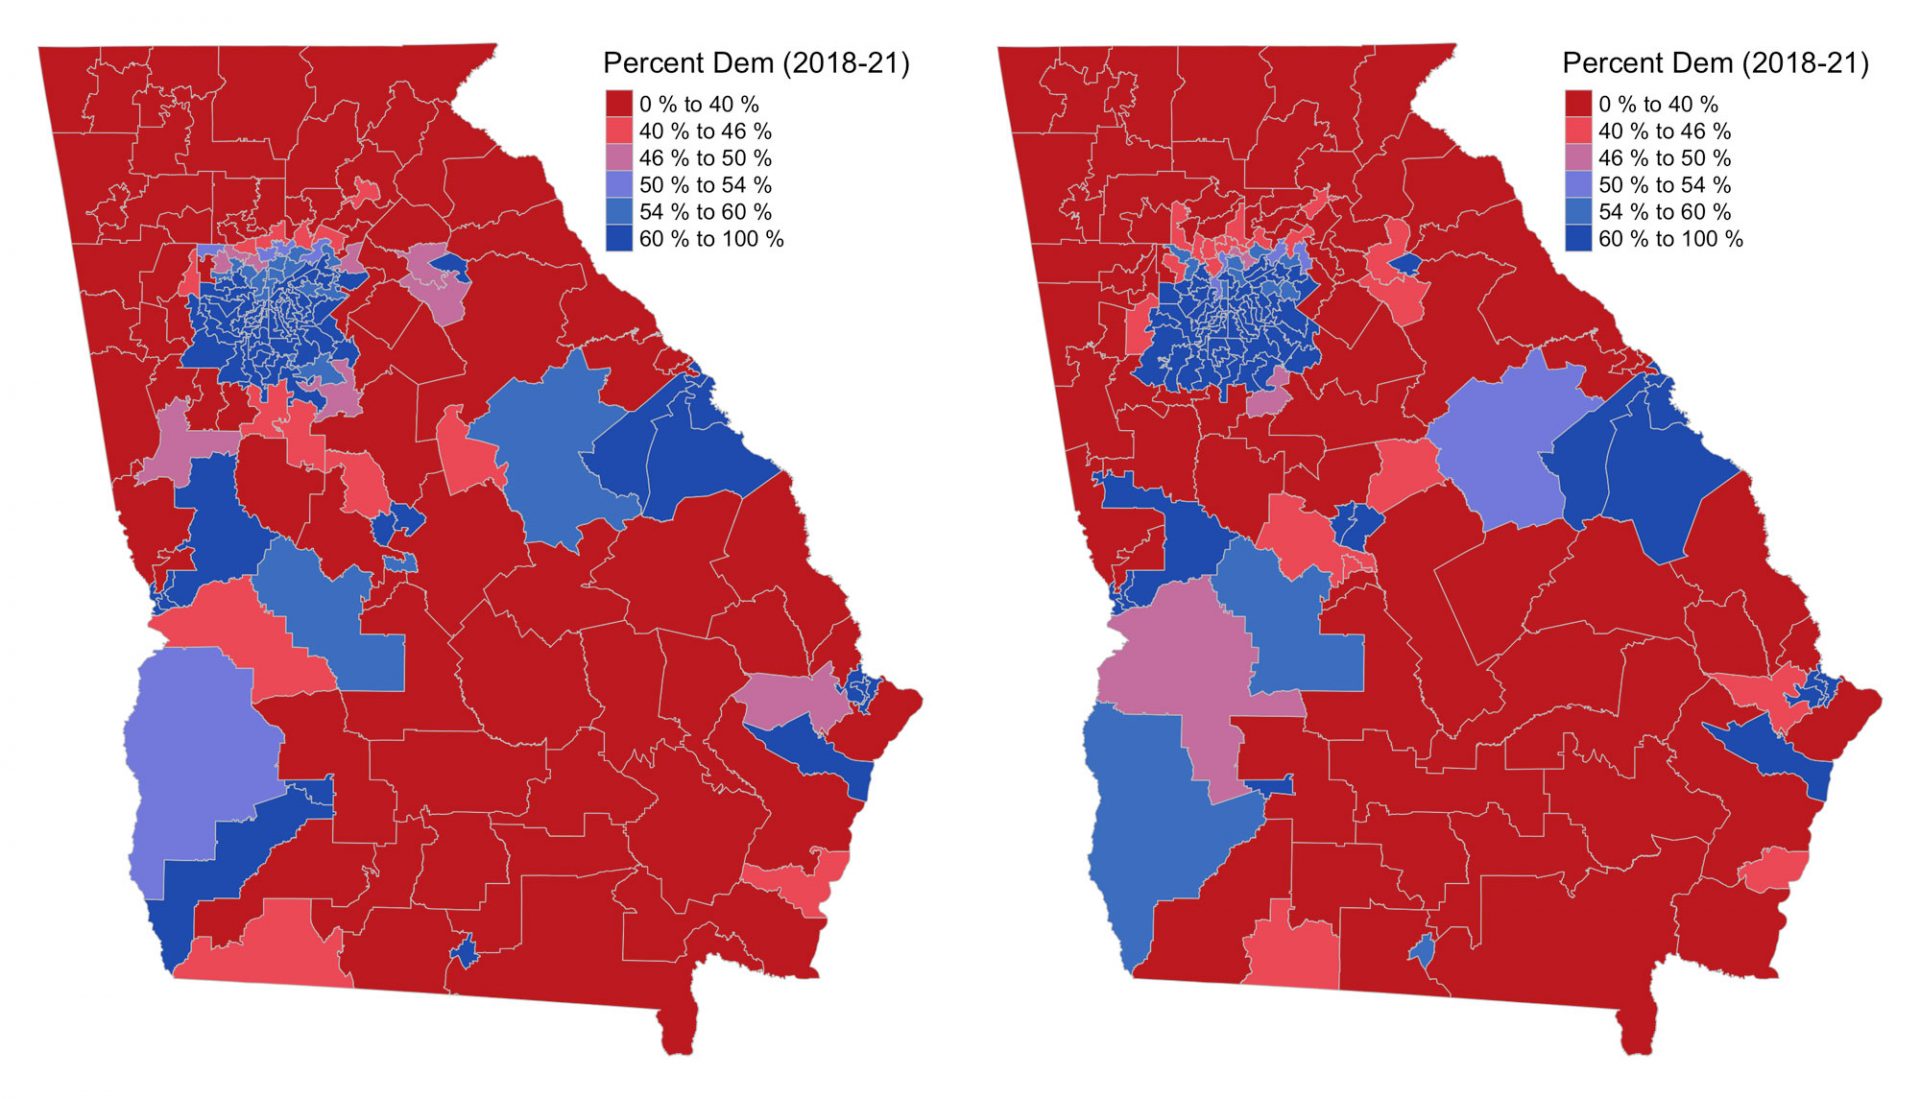 Percent Dem (2018-21)
0 % to 40 %
40 % to 46 %
46 % to 50 %
50 % to 54 %
54 % to 60 %
60 % to 100 %
Percent Dem (2018-21)
0 % to 40 %
40 % to 46 %
46 % to 50 %
50 % to 54 %
54 % to 60 %
60 % to 100 %